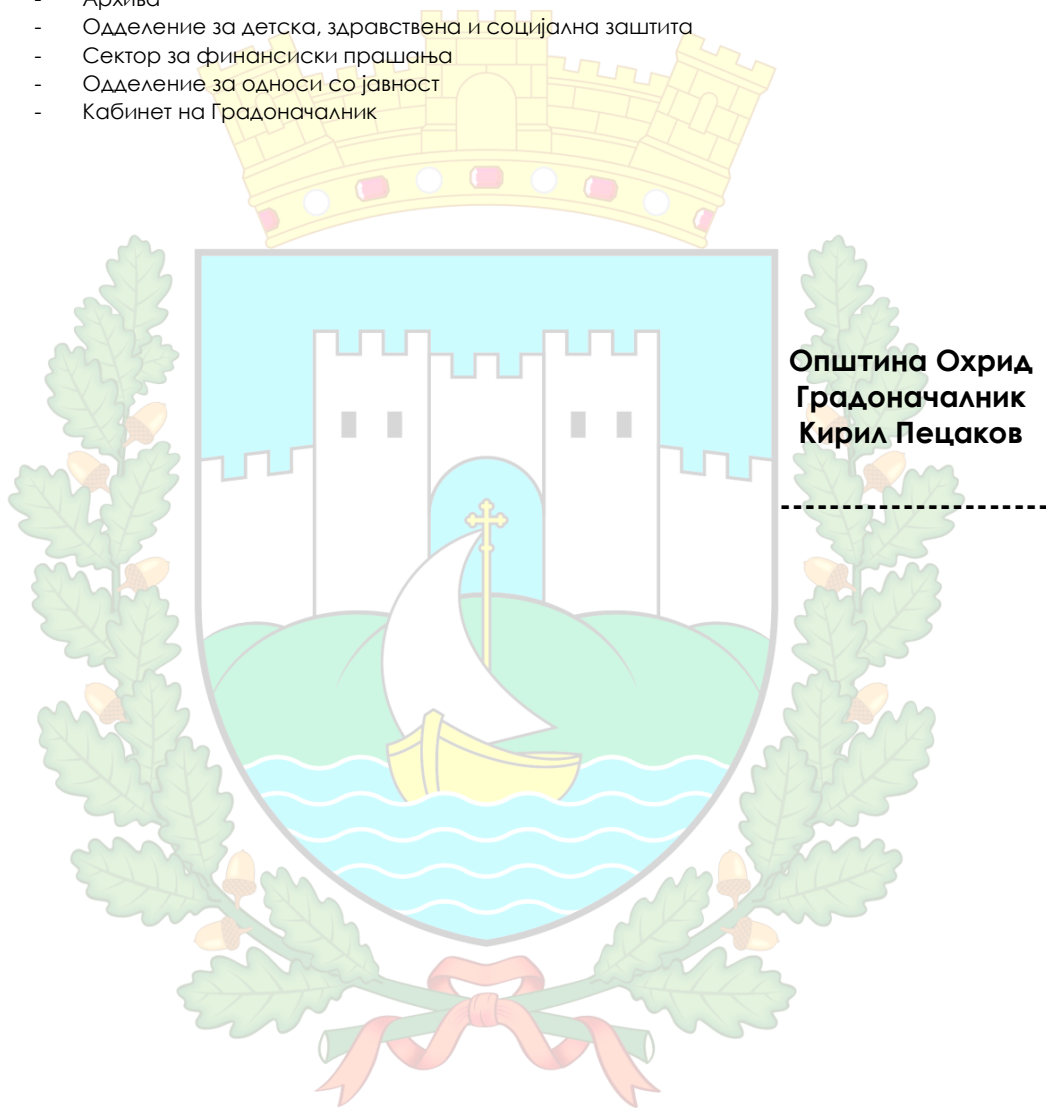 - Архива
- Одделение за детска, здравствена и социјална заштита
- Сектор за финансиски прашања
- Одделение за односи со јавност
- Кабинет на Градоначалник
Општина Охрид
Градоначалник
Кирил Пецаков